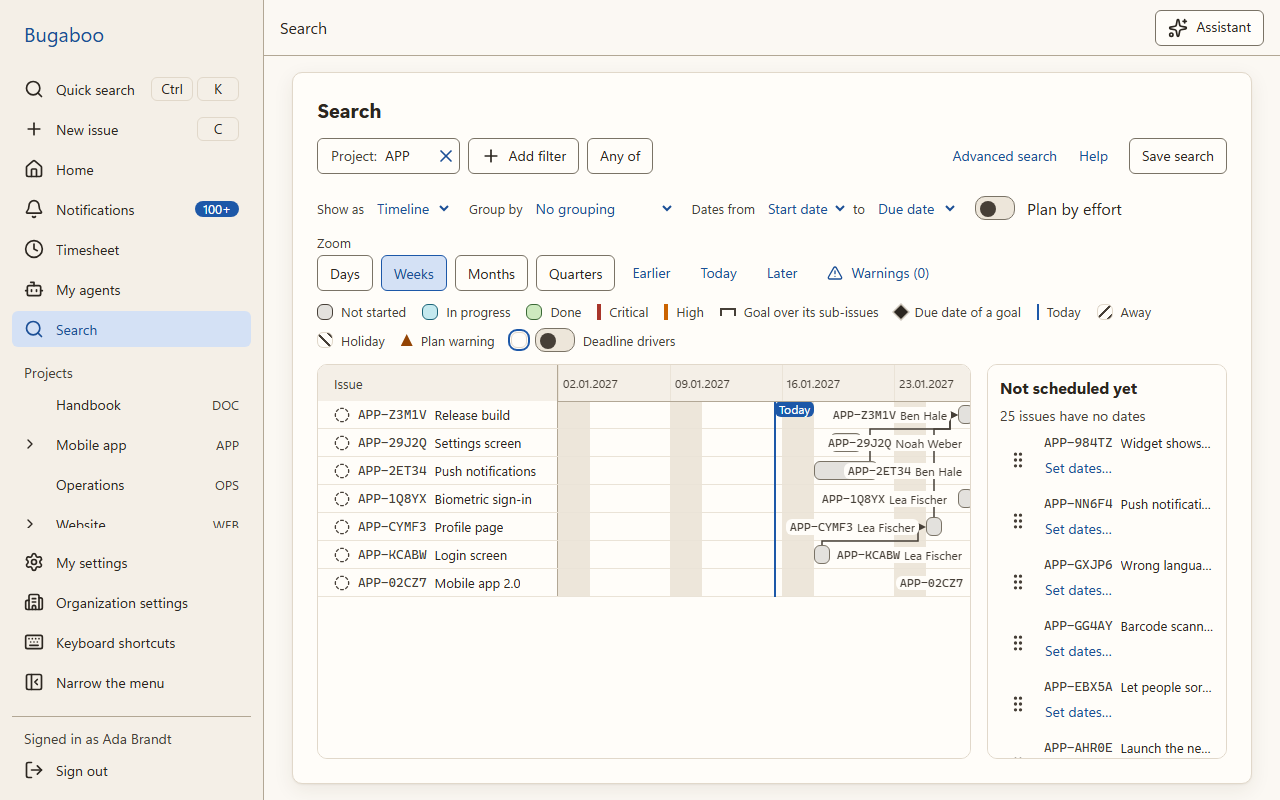 Bugaboo
Quick search Ctrl K
New issue C
Home
Notifications 100+
Timesheet
My agents
Search
Projects
Handbook DOC
Mobile app APP
Operations OPS
Website WEB
My settings
Organization settings
Keyboard shortcuts
Narrow the menu
Signed in as Ada Brandt
Sign out
Search
Assistant
Search
Project: APP
Add filter
Any of
Advanced search
Help
Save search
Show as Timeline Group by No grouping Dates from Start date to Due date Plan by effort
Zoom
Days Weeks Months Quarters Earlier Today Later Warnings (0)
Not started In progress Done Critical High Goal over its sub-issues Due date of a goal Today Away
Holiday Plan warning Deadline drivers
Issue 02.01.2027 09.01.2027 16.01.2027 23.01.2027
Today
APP-Z3M1V Release build APP-Z3M1V Ben Hale
APP-29J2Q Settings screen APP-29J2Q Noah Weber
APP-2ET34 Push notifications APP-2ET34 Ben Hale
APP-1Q8YX Biometric sign-in APP-1Q8YX Lea Fischer
APP-CYMF3 Profile page APP-CYMF3 Lea Fischer
APP-KCABW Login screen APP-KCABW Lea Fischer
APP-02CZ7 Mobile app 2.0 APP-02CZ7
Not scheduled yet
25 issues have no dates
APP-984TZ Widget shows...
Set dates...
APP-NN6F4 Push notificati...
Set dates...
APP-GXJP6 Wrong langua...
Set dates...
APP-GG4AY Barcode scann...
Set dates...
APP-EBX5A Let people sor...
Set dates...
APP-AHR0E Launch the ne...